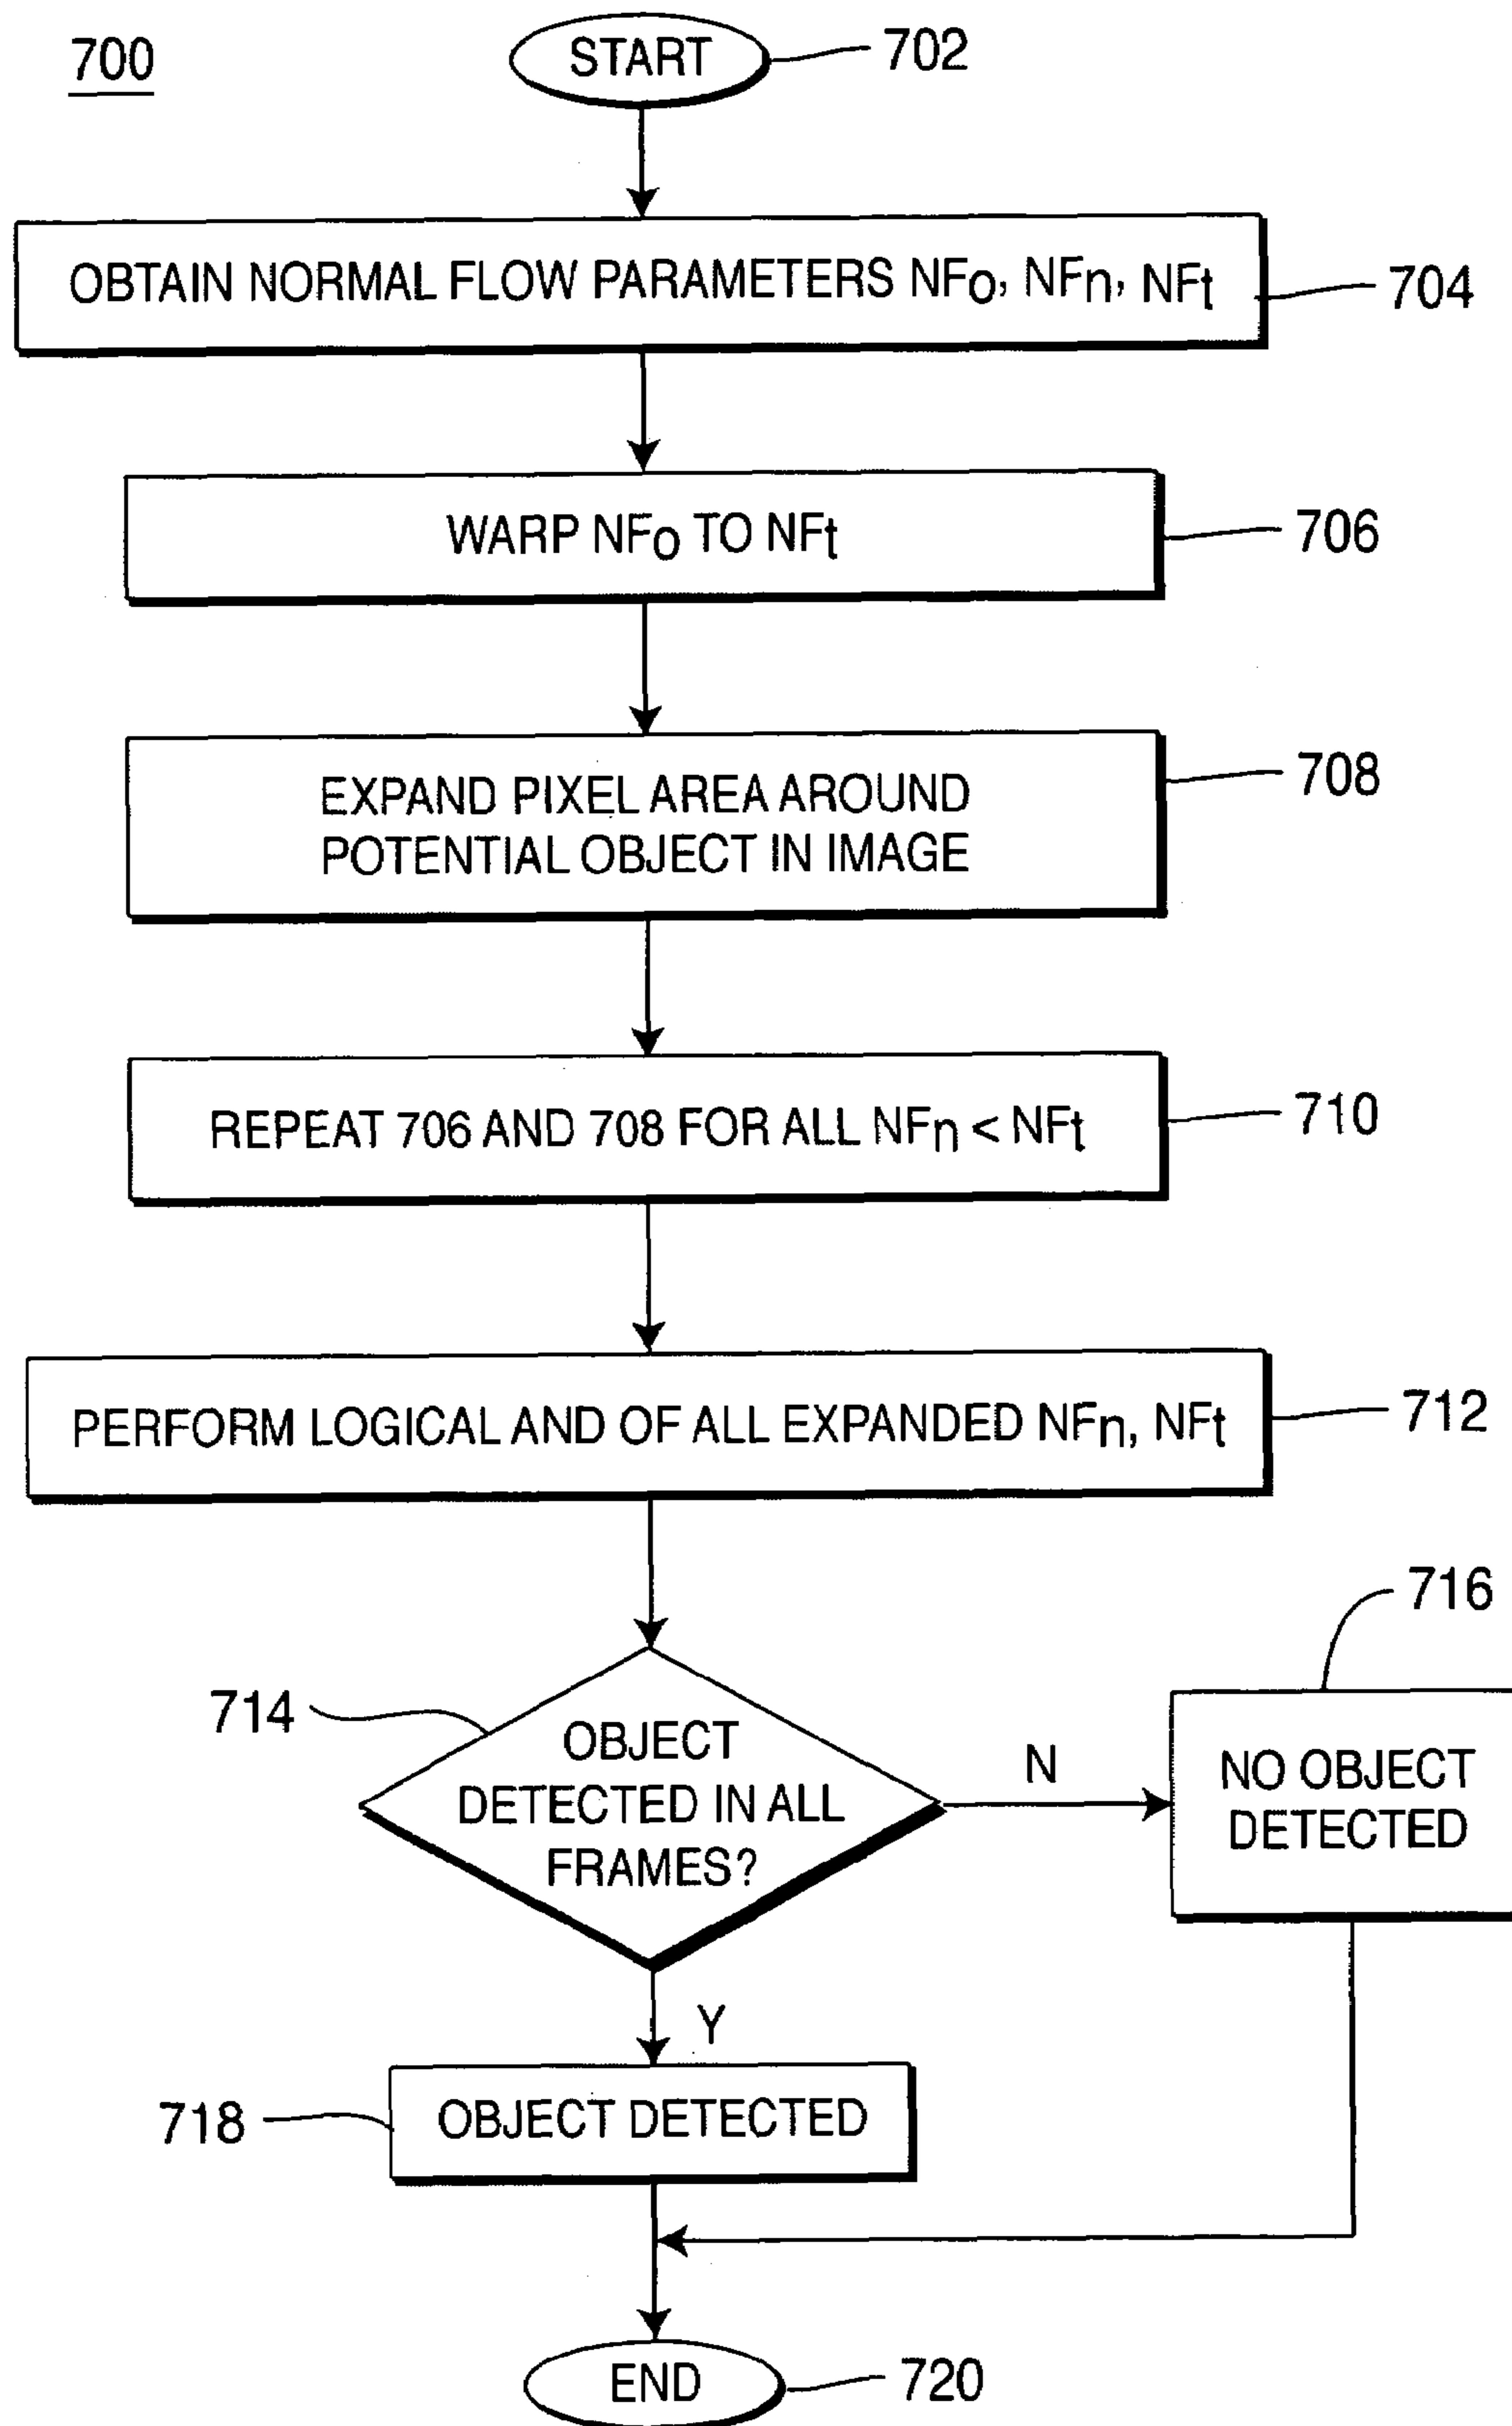 700
START
702
OBTAIN NORMAL FLOW PARAMETERS NFo, NFn, NFt
704
WARP NFo TO NFt
706
EXPAND PIXEL AREA AROUND
POTENTIAL OBJECT IN IMAGE
708
REPEAT 706 AND 708 FOR ALL NFn < NFt
710
PERFORM LOGICAL AND OF ALL EXPANDED NFn, NFt
712
714
OBJECT
DETECTED IN ALL
FRAMES?
N
716
NO OBJECT
DETECTED
Y
718
OBJECT DETECTED
END
720